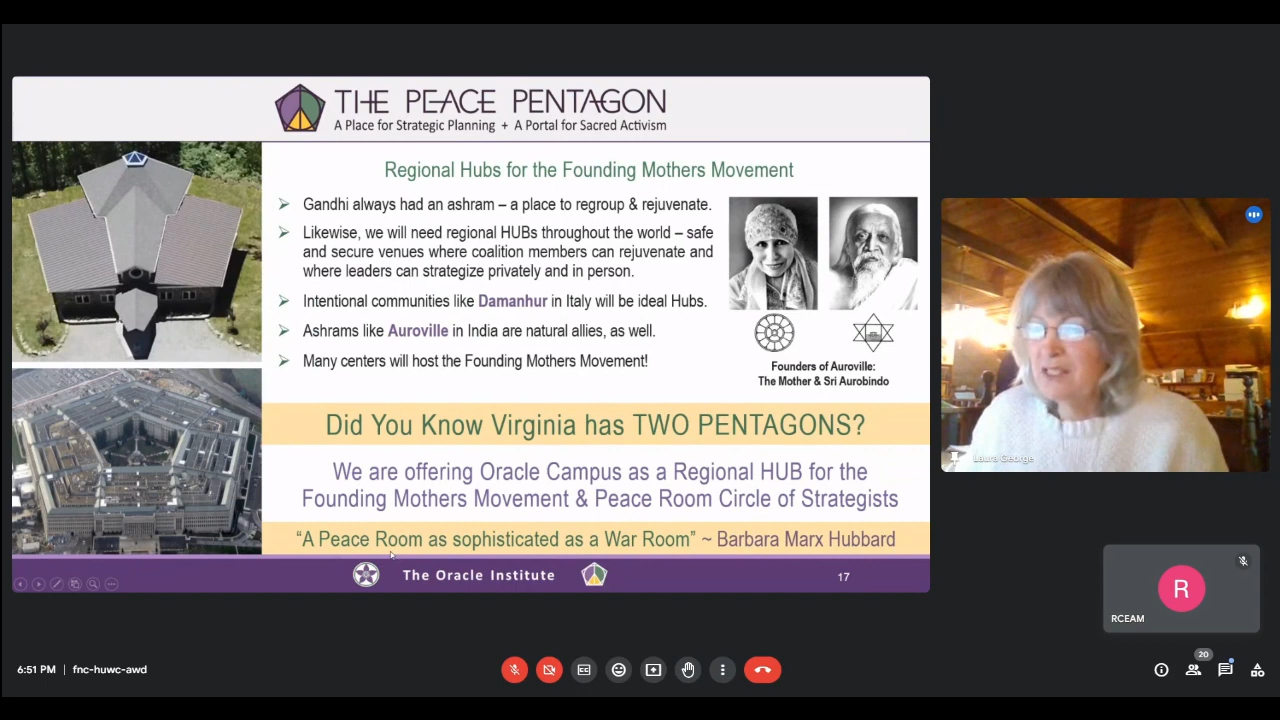 THE PEACE PENTAGON
A Place for Strategic Planning + A Portal for Sacred Activism
Regional Hubs for the Founding Mothers Movement
Gandhi always had an ashram – a place to regroup & rejuvenate.
Likewise, we will need regional HUBs throughout the world – safe
and secure venues where coalition members can rejuvenate and
where leaders can strategize privately and in person.
Intentional communities like Damanhur in Italy will be ideal Hubs.
Ashrams like Auroville in India are natural allies, as well.
Many centers will host the Founding Mothers Movement!
Founders of Auroville:
The Mother & Sri Aurobindo
Did You Know Virginia has TWO PENTAGONS?
We are offering Oracle Campus as a Regional HUB for the
Founding Mothers Movement & Peace Room Circle of Strategists
“A Peace Room as sophisticated as a War Room” ~ Barbara Marx Hubbard
The Oracle Institute
17
Laura George
R
RCEAM
6:51 PM | fnc-huwc-awd
20